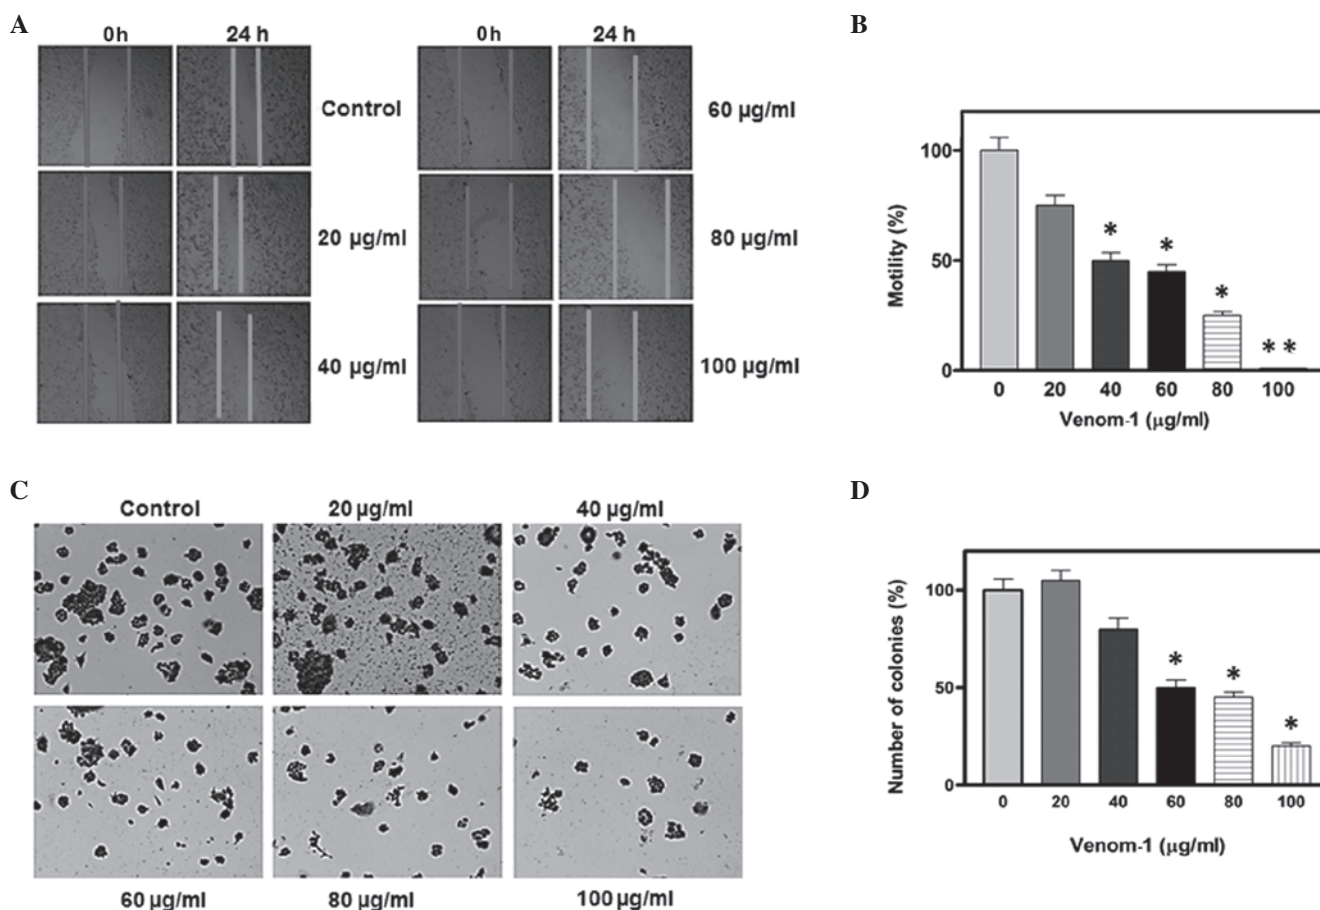 A
0h
24 h
0h
24 h
Control
20 µg/ml
40 µg/ml
60 µg/ml
80 µg/ml
100 µg/ml
B
Motility (%)
100
50
0
*
*
*
**
0 20 40 60 80 100
Venom-1 (µg/ml)
C
Control
20 µg/ml
40 µg/ml
60 µg/ml
80 µg/ml
100 µg/ml
D
Number of colonies (%)
100
50
0
*
*
*
0 20 40 60 80 100
Venom-1 (µg/ml)